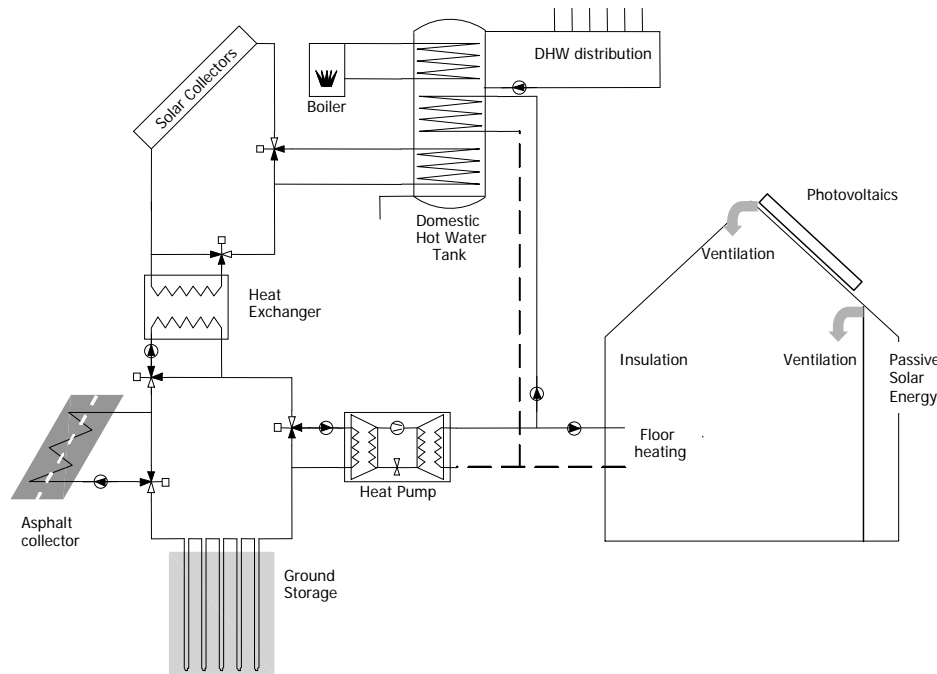 Solar Collectors
Boiler
DHW distribution
Domestic
Hot Water
Tank
Photovoltaics
Ventilation
Heat
Exchanger
Insulation
Ventilation
Passive
Solar
Energy
Floor
heating
Heat Pump
Asphalt
collector
Ground
Storage